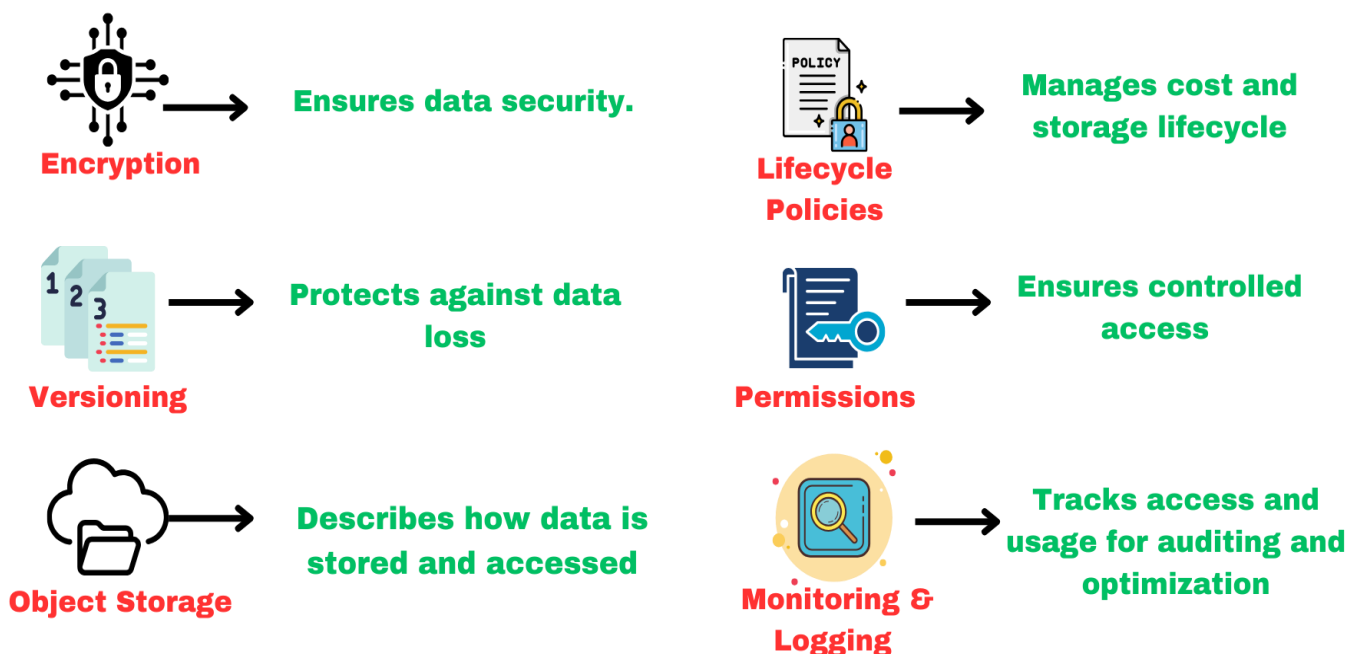 Encryption
Ensures data security.
POLICY
Lifecycle
Policies
Manages cost and
storage lifecycle
1
2
3
Versioning
Protects against data
loss
Permissions
Ensures controlled
access
Object Storage
Describes how data is
stored and accessed
Monitoring &
Logging
Tracks access and
usage for auditing and
optimization